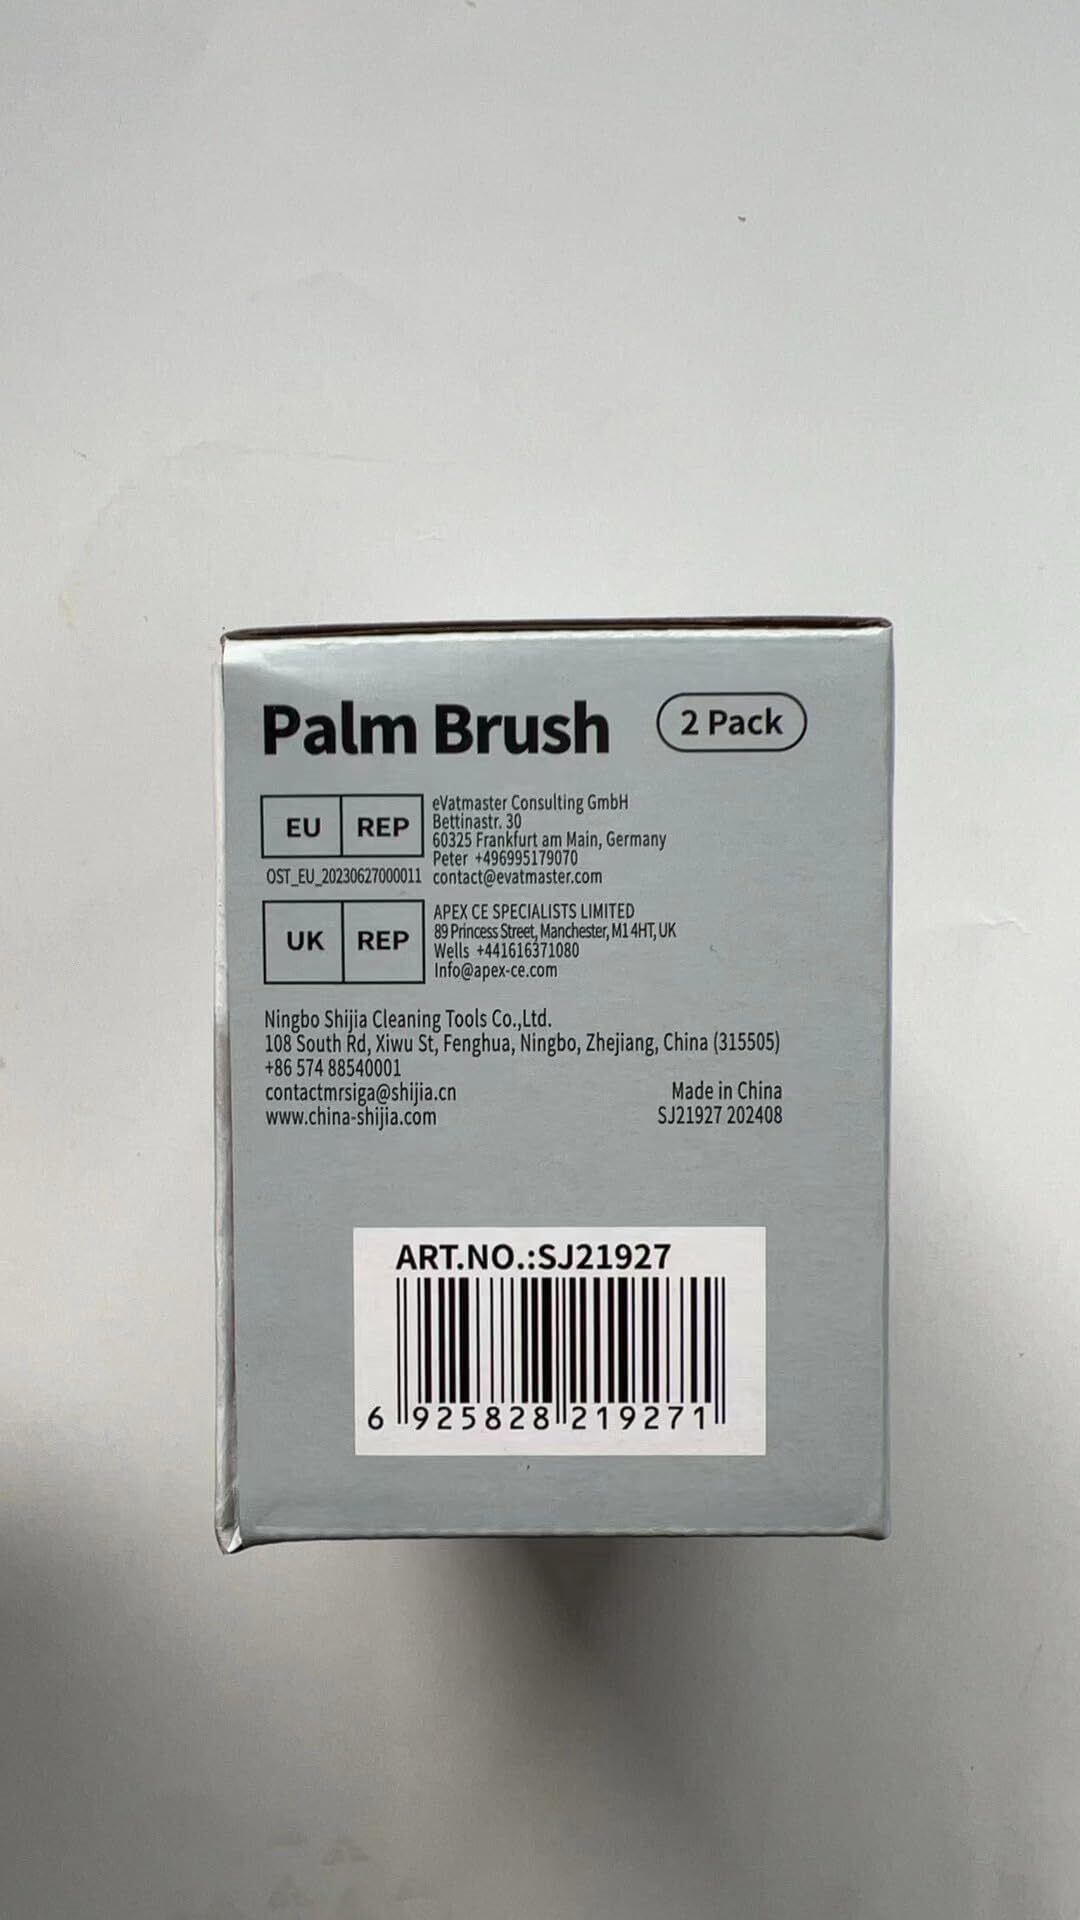 Palm Brush 2 Pack
EU REP
eVatmaster Consulting GmbH
Bettinastr. 30
60325 Frankfurt am Main, Germany
Peter +496995179070
OST_EU_20230627000011 contact@evatmaster.com
UK REP
APEX CE SPECIALISTS LIMITED
89 Princess Street, Manchester, M1 4HT, UK
Wells +441616371080
Info@apex-ce.com
Ningbo Shijia Cleaning Tools Co.,Ltd.
108 South Rd, Xiwu St, Fenghua, Ningbo, Zhejiang, China (315505)
+86 574 88540001
contactmrsiga@shijia.cn Made in China
www.china-shijia.com SJ21927 202408
ART.NO.:SJ21927
6 925828 219271